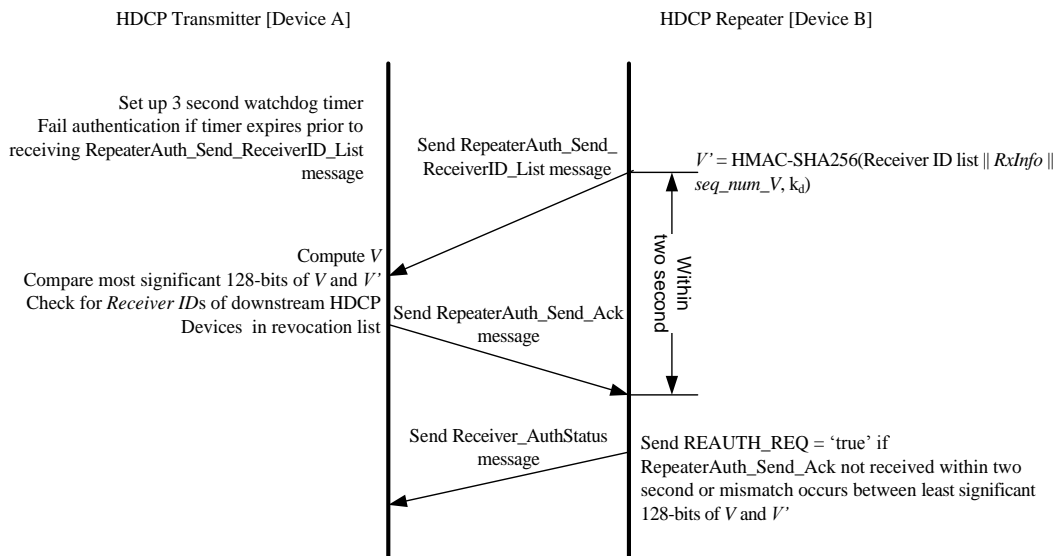 HDCP Transmitter [Device A]
HDCP Repeater [Device B]
Set up 3 second watchdog timer
Fail authentication if timer expires prior to
receiving RepeaterAuth_Send_ReceiverID_List
message
Send RepeaterAuth_Send_
ReceiverID_List message
V’ = HMAC-SHA256(Receiver ID list || RxInfo ||
seq_num_V, kd)
Within
two second
Compute V
Compare most significant 128-bits of V and V’
Check for Receiver IDs of downstream HDCP
Devices in revocation list
Send RepeaterAuth_Send_Ack
message
Send Receiver_AuthStatus
message
Send REAUTH_REQ = ‘true’ if
RepeaterAuth_Send_Ack not received within two
second or mismatch occurs between least significant
128-bits of V and V’